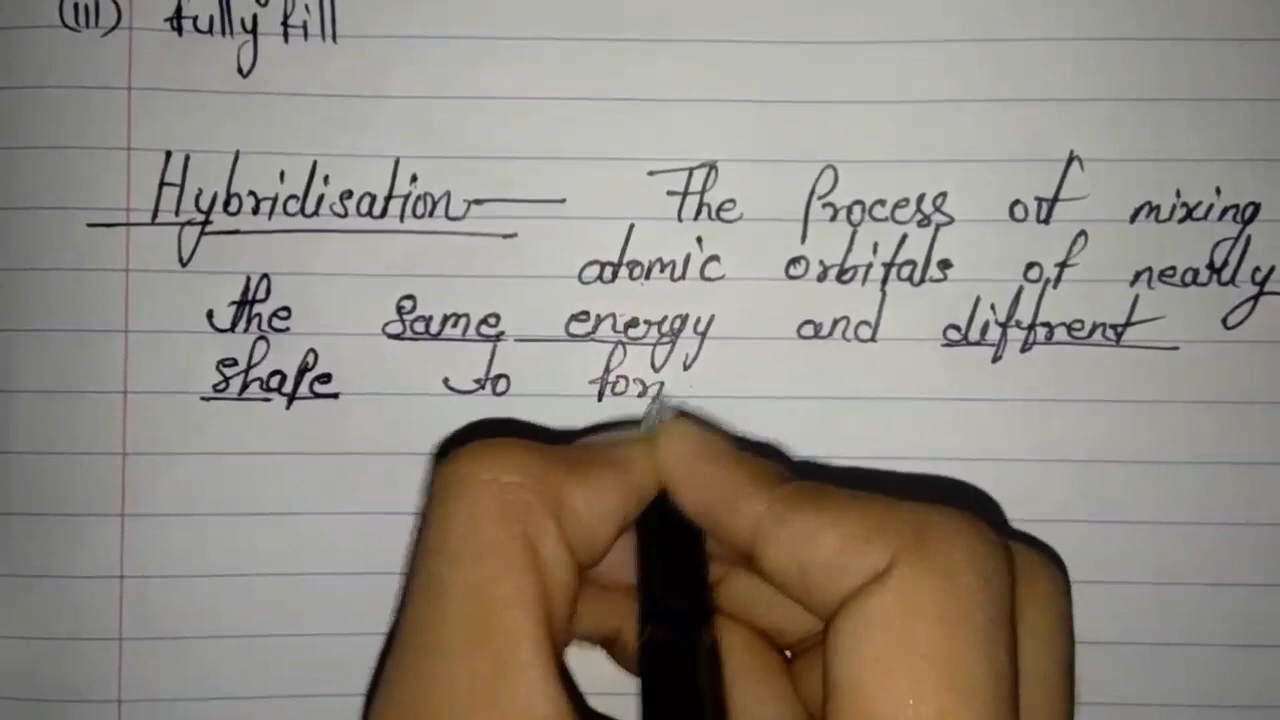 (iii) fully fill
Hybridisation— The Process of mixing
atomic orbitals of nearly
the same energy and diffrent
shape to for